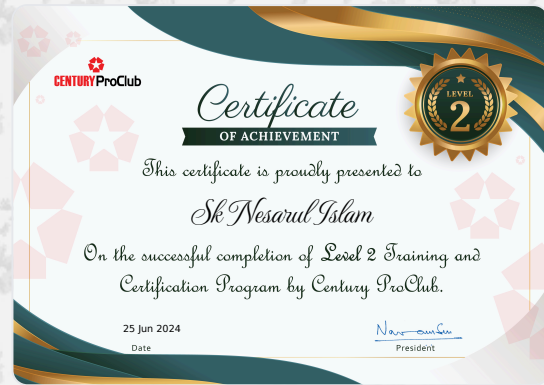 CENTURY ProClub
Certificate
OF ACHIEVEMENT
LEVEL
2
This certificate is proudly presented to
Sk Nesarul Islam
On the successful completion of Level 2 Training and
Certification Program by Century ProClub.
25 Jun 2024
Date
President